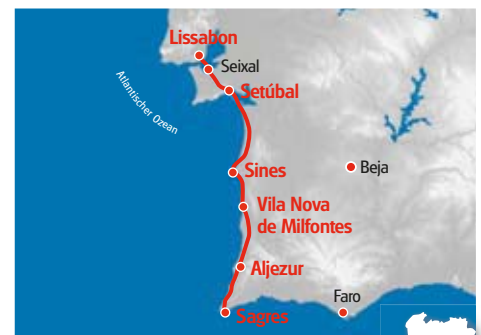 Lissabon
Seixal
Setúbal
Atlantischer Ozean
Sines
Beja
Vila Nova
de Milfontes
Aljezur
Faro
Sagres